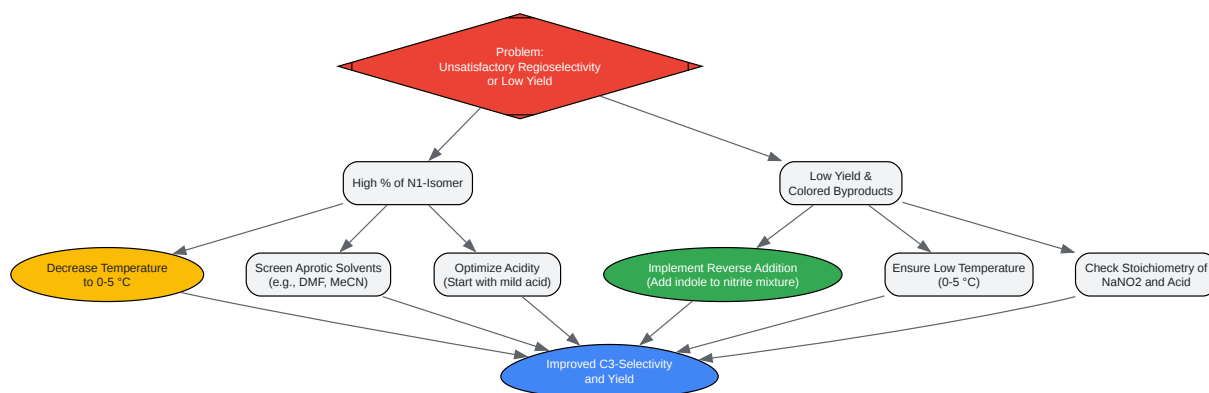 Problem:
Unsatisfactory Regioselectivity
or Low Yield
High % of N1-Isomer
Low Yield &
Colored Byproducts
Decrease Temperature
to 0-5 °C
Screen Aprotic Solvents
(e.g., DMF, MeCN)
Optimize Acidity
(Start with mild acid)
Implement Reverse Addition
(Add indole to nitrite mixture)
Ensure Low Temperature
(0-5 °C)
Check Stoichiometry of
NaNO2 and Acid
Improved C3-Selectivity
and Yield